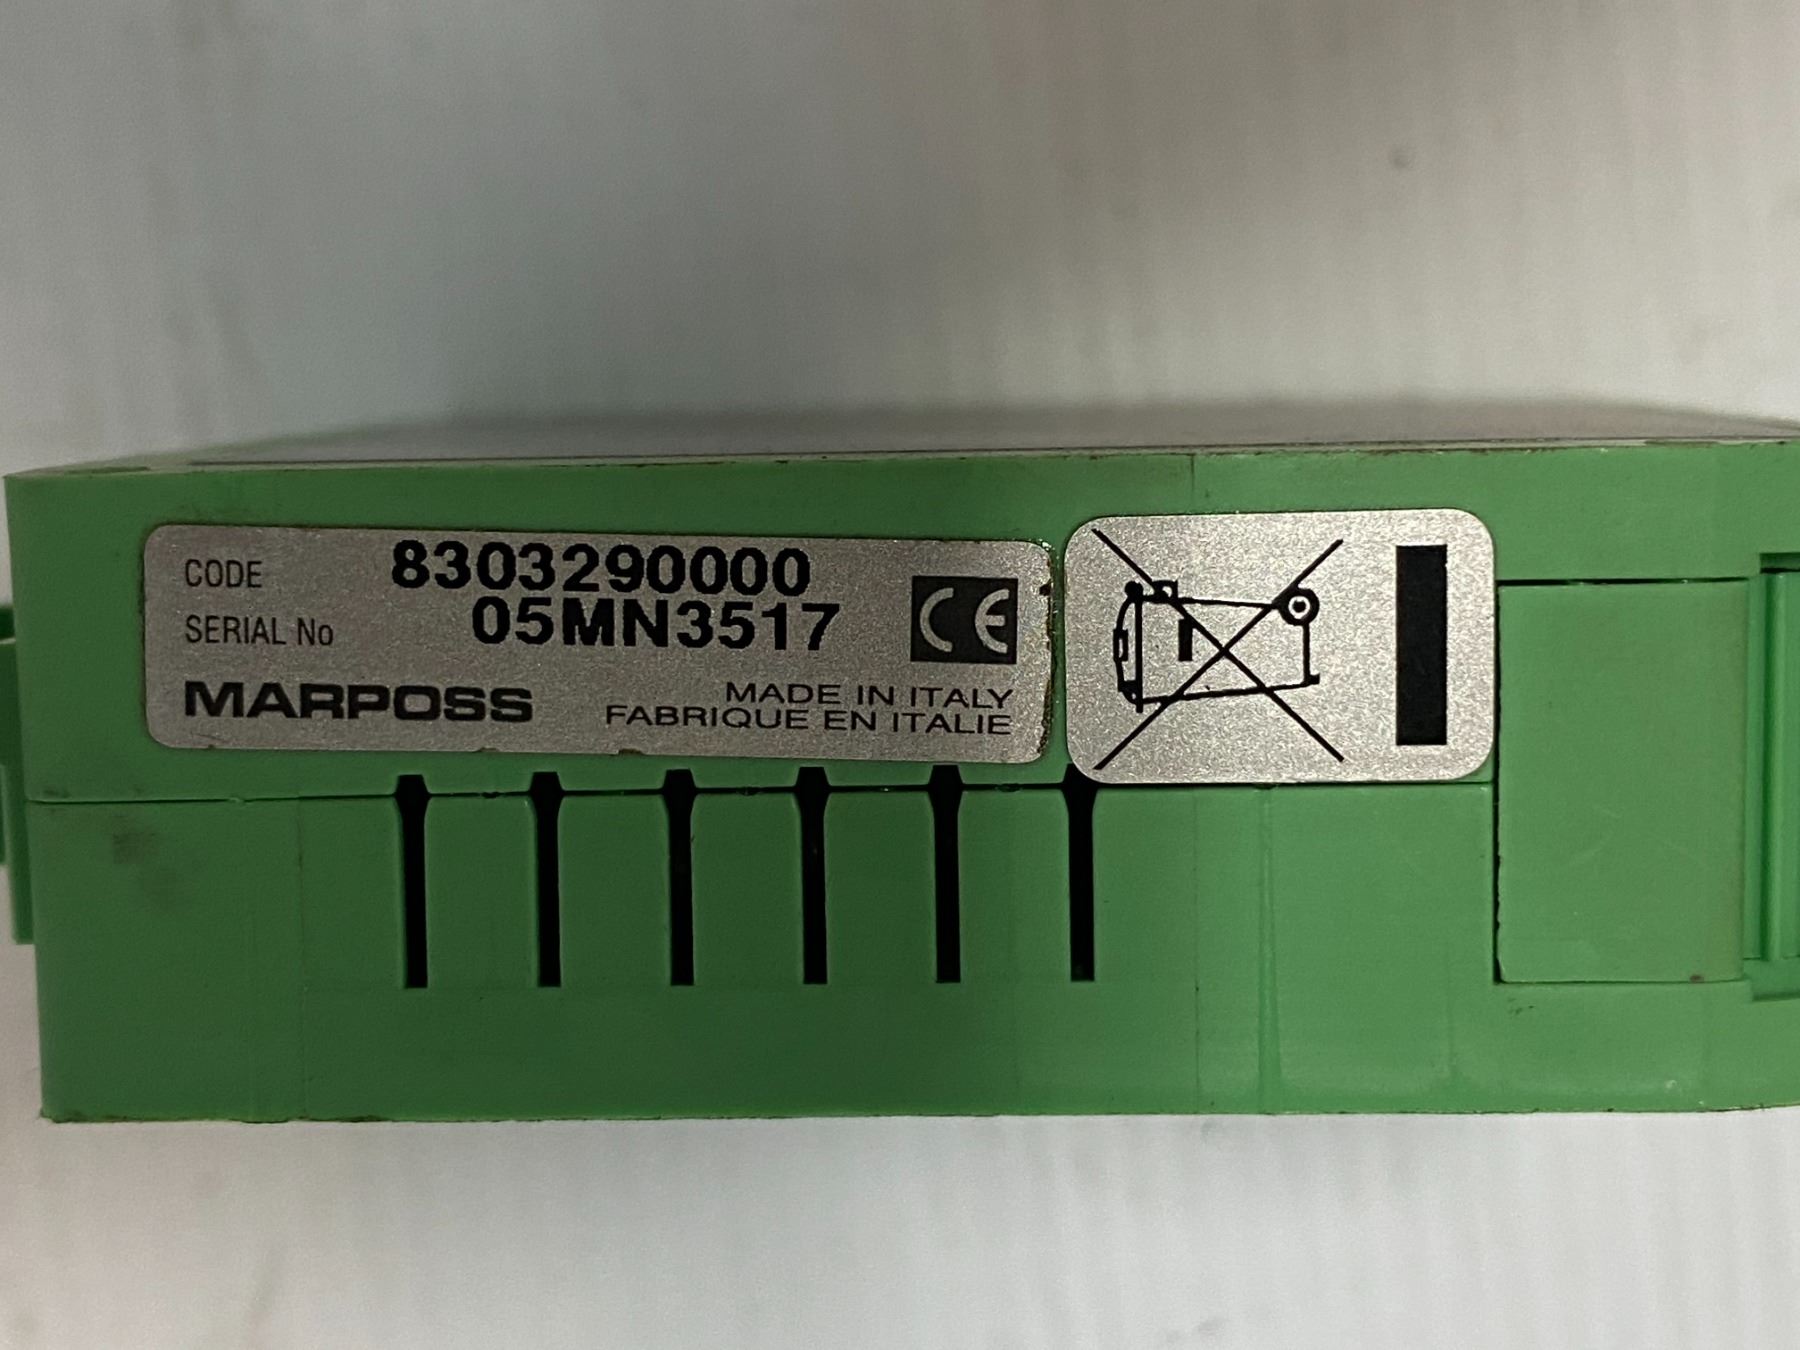 CODE 8303290000
SERIAL No 05MN3517
CE
MARPOSS
MADE IN ITALY
FABRIQUE EN ITALIE